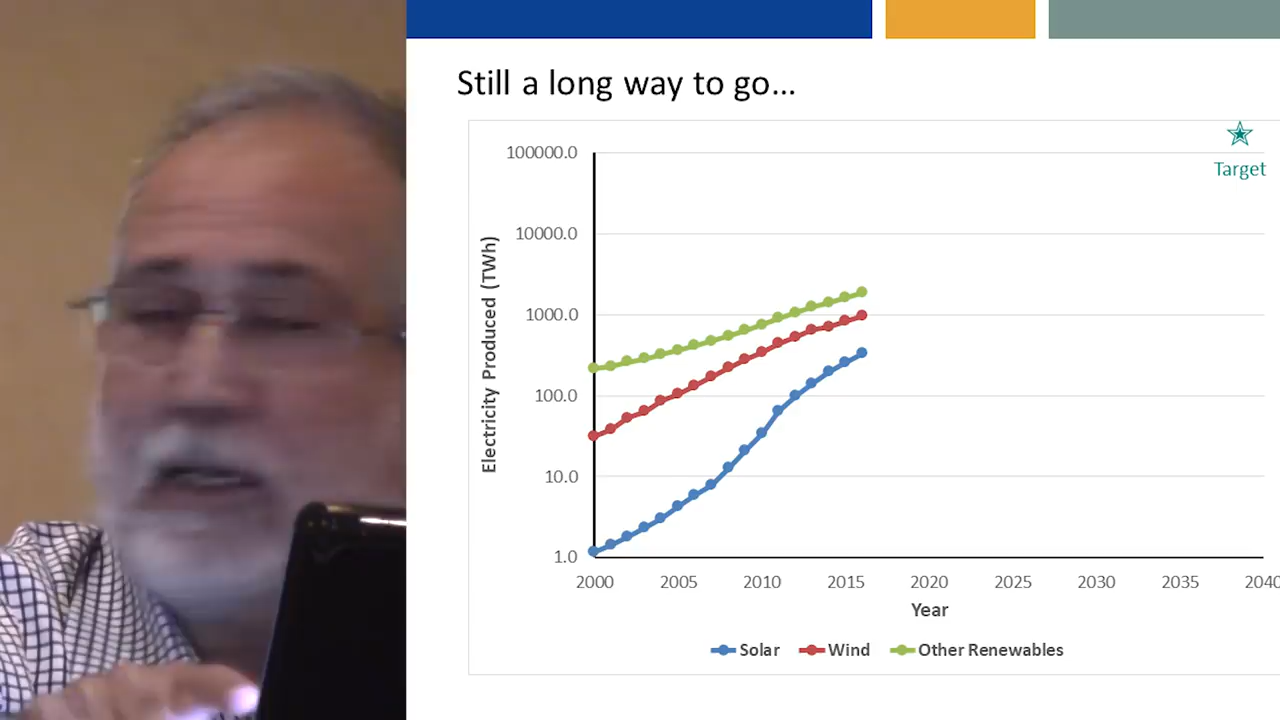 Still a long way to go...
Target
100000.0
10000.0
1000.0
100.0
10.0
1.0
Electricity Produced (TWh)
2000 2005 2010 2015 2020 2025 2030 2035 2040
Year
Solar Wind Other Renewables